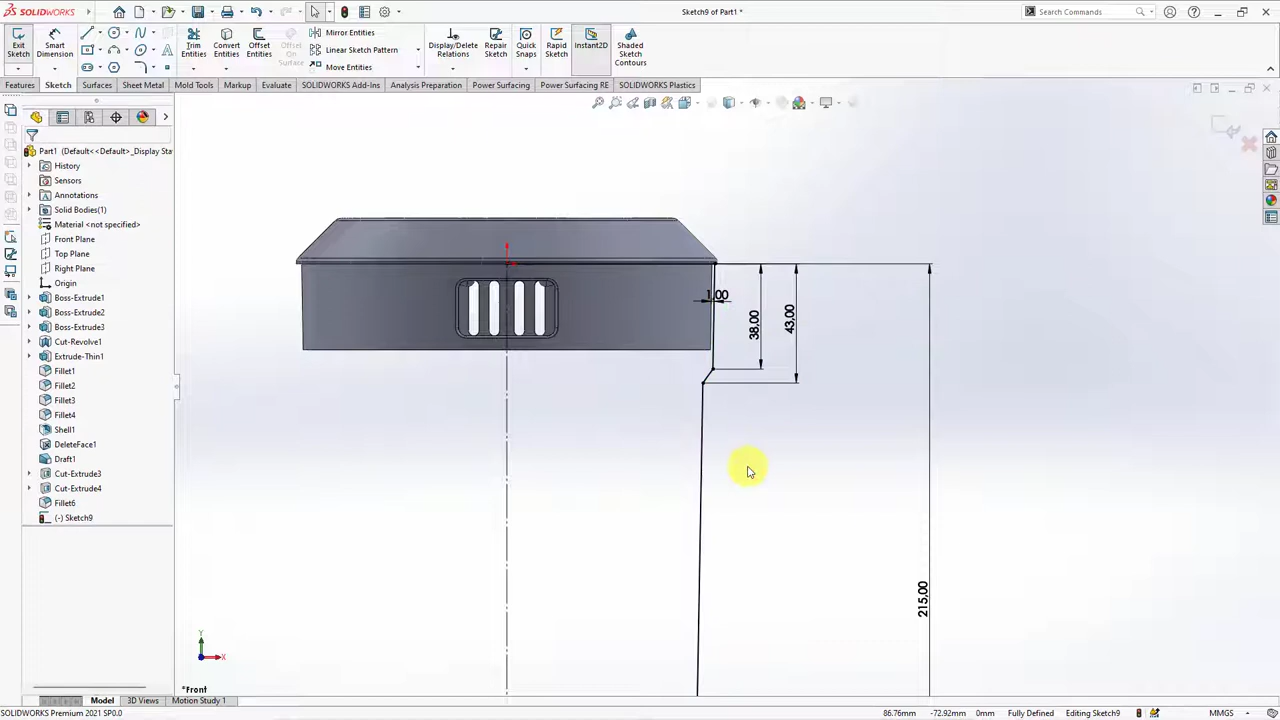 SOLIDWORKS
Sketch9 of Part1 *
Search Commands
Exit Sketch
Smart Dimension
Trim Entities
Convert Entities
Offset Entities
Offset On Surface
Mirror Entities
Linear Sketch Pattern
Move Entities
Display/Delete Relations
Repair Sketch
Quick Snaps
Rapid Sketch
Instant2D
Shaded Sketch Contours
Features
Sketch
Surfaces
Sheet Metal
Mold Tools
Markup
Evaluate
SOLIDWORKS Add-Ins
Analysis Preparation
Power Surfacing
Power Surfacing RE
SOLIDWORKS Plastics
Part1 (Default<<Default>_Display Sta
History
Sensors
Annotations
Solid Bodies(1)
Material <not specified>
Front Plane
Top Plane
Right Plane
Origin
Boss-Extrude1
Boss-Extrude2
Boss-Extrude3
Cut-Revolve1
Extrude-Thin1
Fillet1
Fillet2
Fillet3
Fillet4
Shell1
DeleteFace1
Draft1
Cut-Extrude3
Cut-Extrude4
Fillet6
(-) Sketch9
1.00
38.00
43.00
215.00
Y
X
*Front
Model
3D Views
Motion Study 1
SOLIDWORKS Premium 2021 SP0.0
86.76mm
-72.92mm
0mm
Fully Defined
Editing Sketch9
MMGS